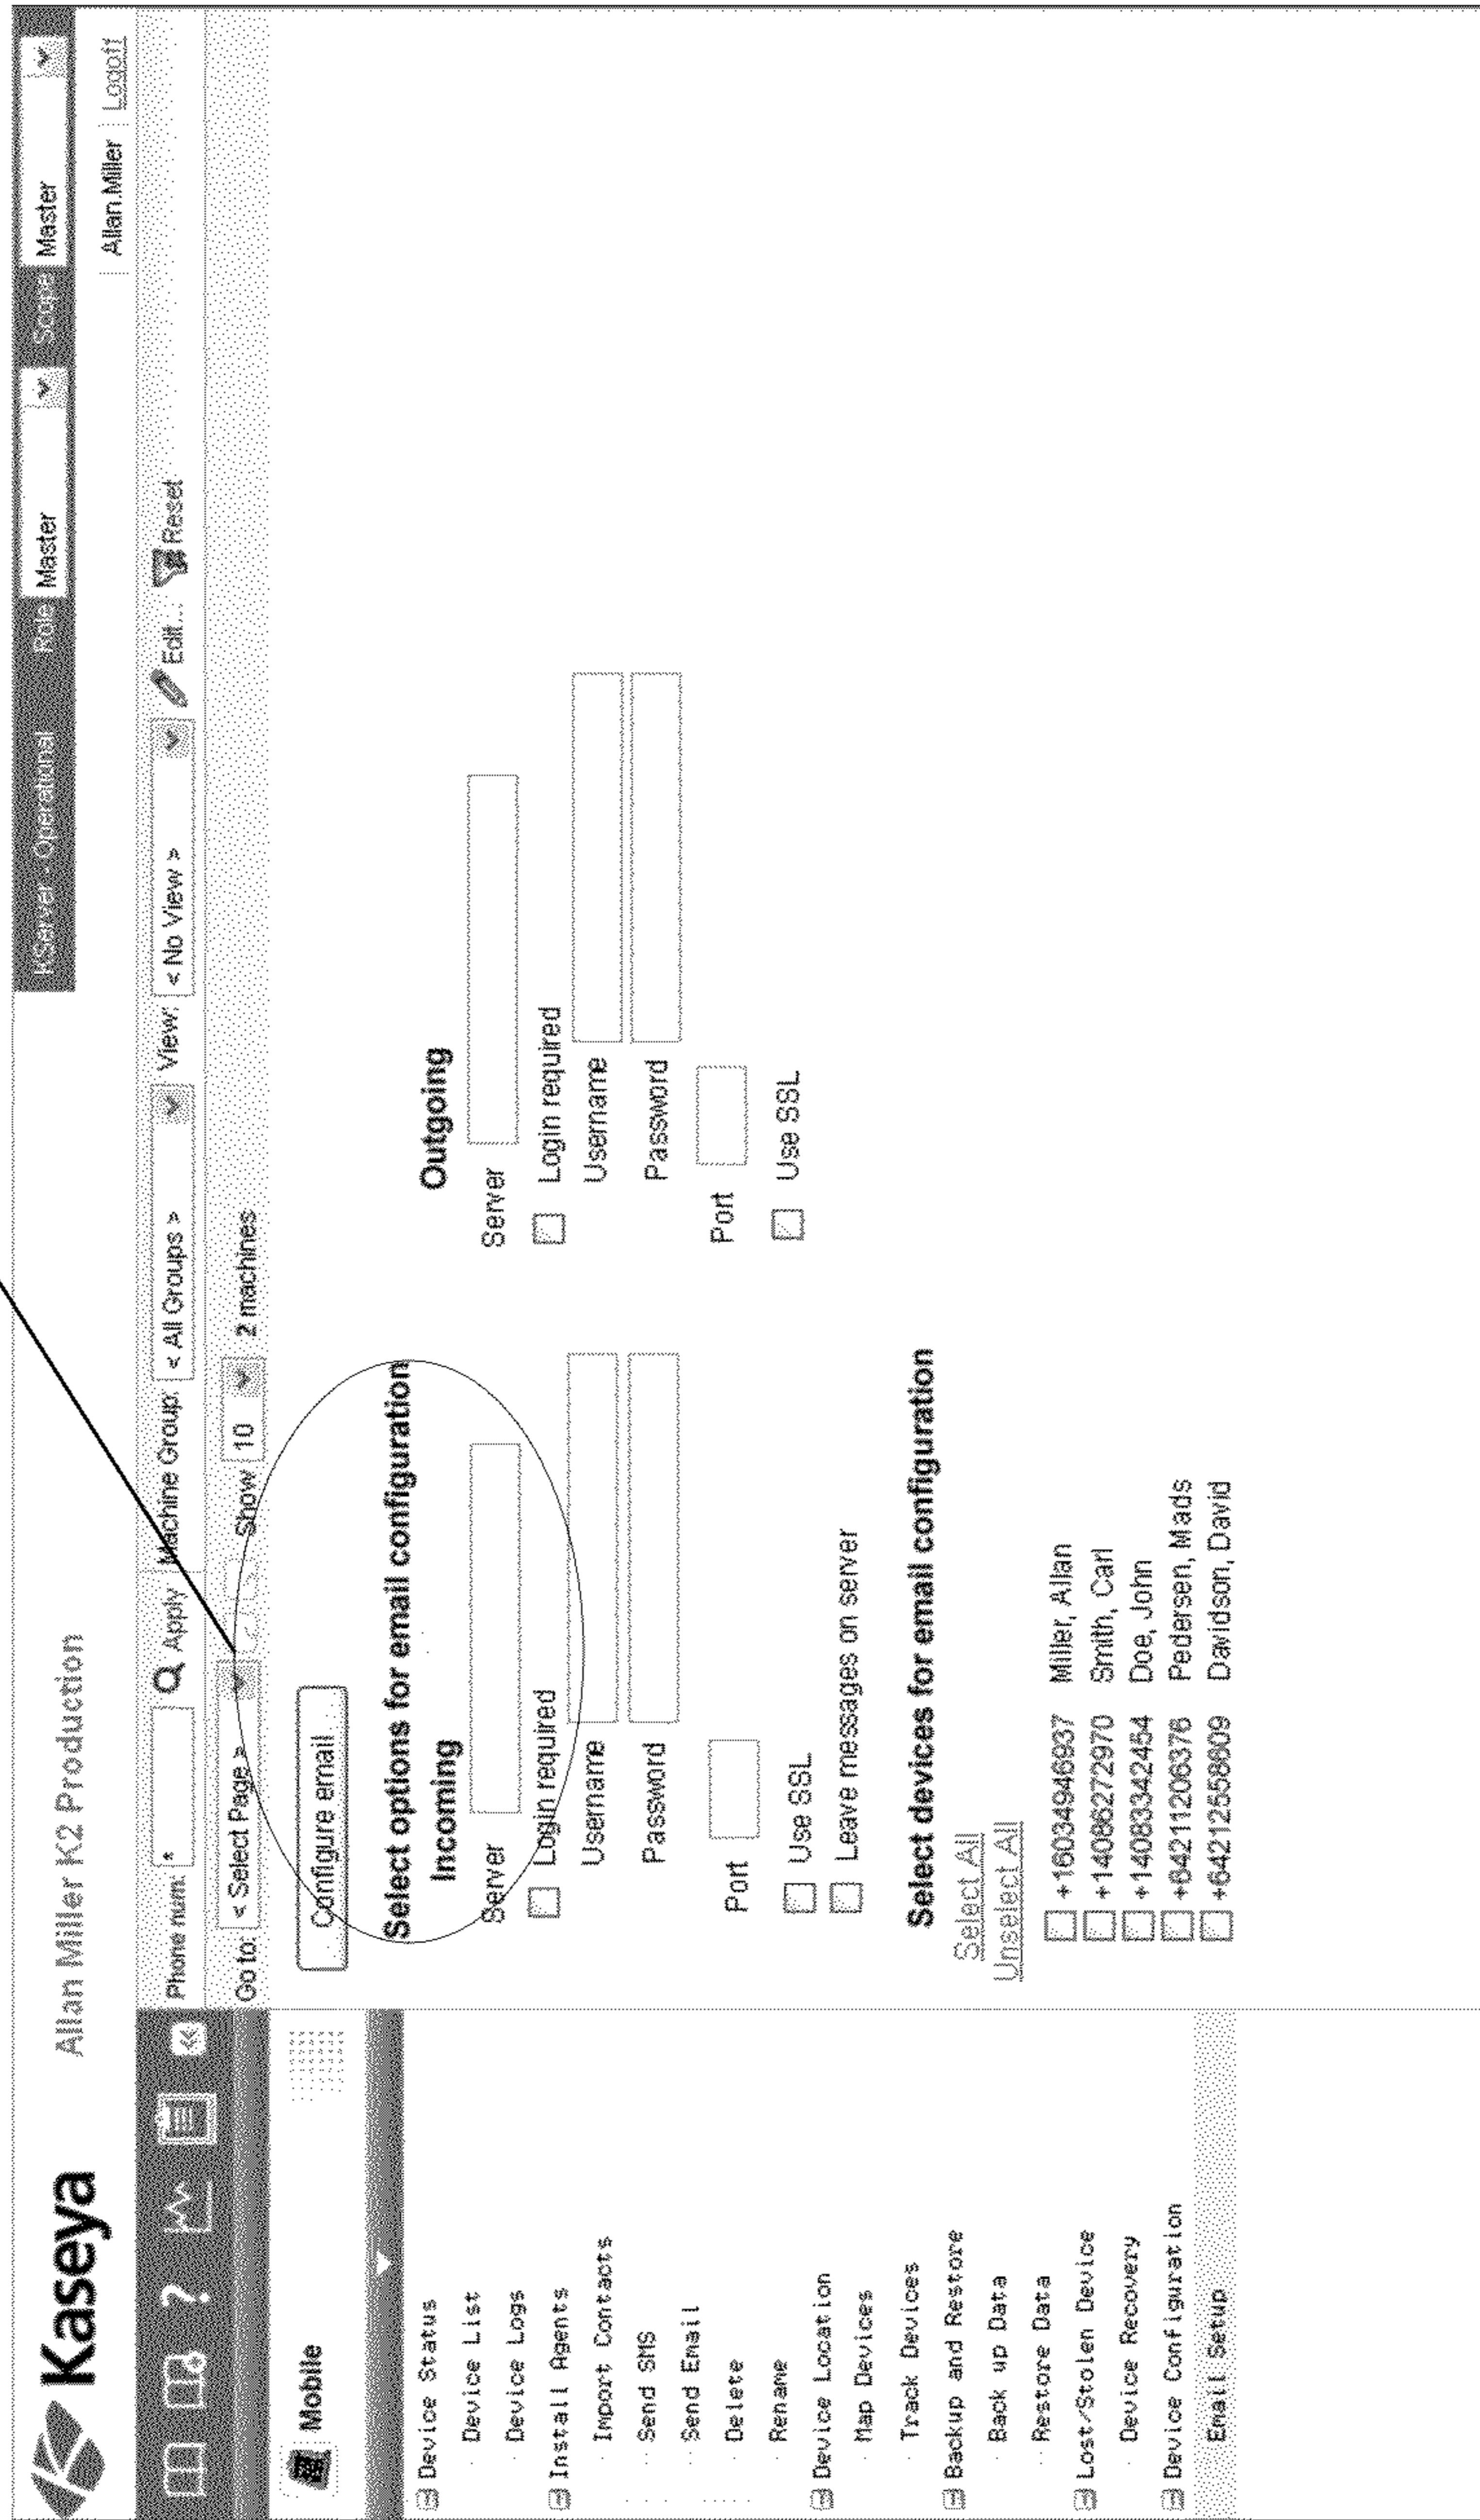 Kaseya
Allan Miller K2 Production
KServer - Operational Role Master Scope Master
Allan.Miller Logoff
Phone num: * Apply Machine Group: < All Groups > View: < No View > Edit... Reset
Go to: < Select Page > Show 10 2 machines
Mobile
Device Status
Device List
Device Logs
Install Agents
Import Contacts
Send SMS
Send Email
Delete
Rename
Device Location
Map Devices
Track Devices
Backup and Restore
Back up Data
Restore Data
Lost/Stolen Device
Device Recovery
Device Configuration
Email Setup
Configure email
Select options for email configuration
Incoming
Server
Login required
Username
Password
Port
Use SSL
Leave messages on server
Outgoing
Server
Login required
Username
Password
Port
Use SSL
Select devices for email configuration
Select All
Unselect All
+16034946937 Miller, Allan
+14086272970 Smith, Carl
+14083342454 Doe, John
+64211206376 Pedersen, Mads
+64212558609 Davidson, David